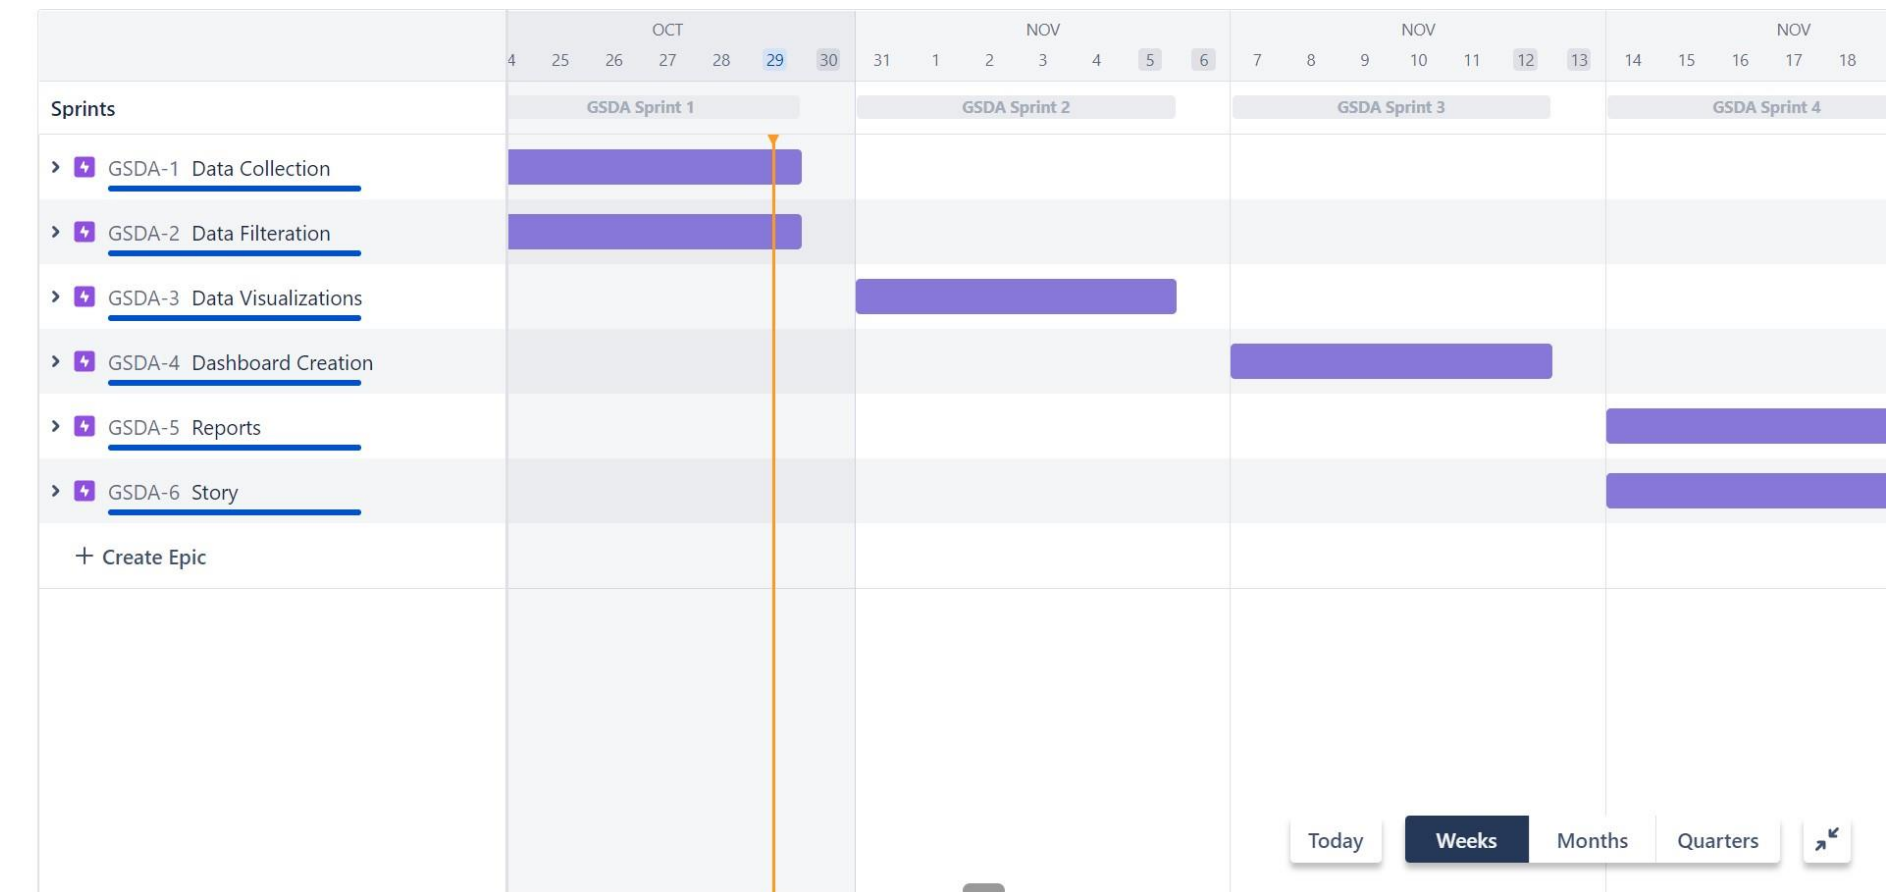 OCT NOV NOV NOV
4 25 26 27 28 29 30 31 1 2 3 4 5 6 7 8 9 10 11 12 13 14 15 16 17 18
Sprints GSDA Sprint 1 GSDA Sprint 2 GSDA Sprint 3 GSDA Sprint 4
GSDA-1 Data Collection
GSDA-2 Data Filteration
GSDA-3 Data Visualizations
GSDA-4 Dashboard Creation
GSDA-5 Reports
GSDA-6 Story
+ Create Epic
Today Weeks Months Quarters